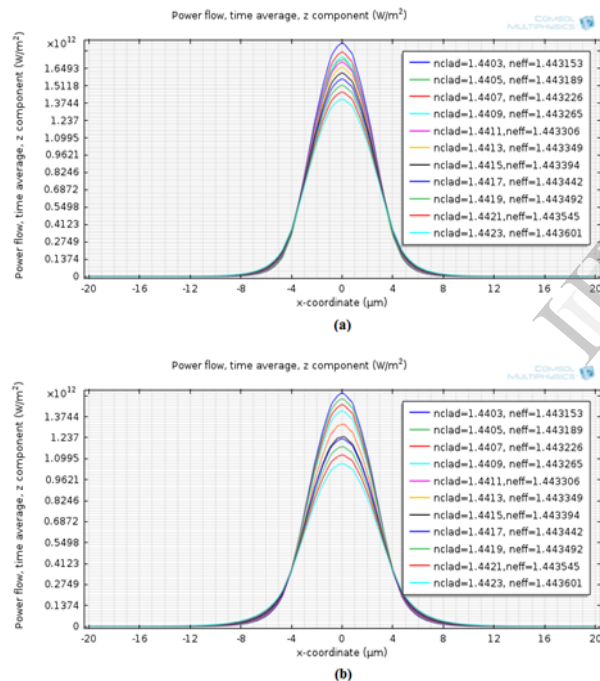 Power flow, time average, z component (W/m²)
COMSOL
MULTIPHYSICS
Power flow, time average, z component (W/m²)
×10¹²
1.6493
1.5118
1.3744
1.237
1.0995
0.9621
0.8246
0.6872
0.5498
0.4123
0.2749
0.1374
0
nclad=1.4403, neff=1.443153
nclad=1.4405, neff=1.443189
nclad=1.4407, neff=1.443226
nclad=1.4409, neff=1.443265
nclad=1.4411,neff=1.443306
nclad=1.4413, neff=1.443349
nclad=1.4415,neff=1.443394
nclad=1.4417, neff=1.443442
nclad=1.4419, neff=1.443492
nclad=1.4421,neff=1.443545
nclad=1.4423, neff=1.443601
-20 -16 -12 -8 -4 0 4 8 12 16 20
x-coordinate (µm)
(a)
Power flow, time average, z component (W/m²)
COMSOL
MULTIPHYSICS
Power flow, time average, z component (W/m²)
×10¹²
1.3744
1.237
1.0995
0.9621
0.8246
0.6872
0.5498
0.4123
0.2749
0.1374
0
nclad=1.4403, neff=1.443153
nclad=1.4405, neff=1.443189
nclad=1.4407, neff=1.443226
nclad=1.4409, neff=1.443265
nclad=1.4411, neff=1.443306
nclad=1.4413, neff=1.443349
nclad=1.4415,neff=1.443394
nclad=1.4417, neff=1.443442
nclad=1.4419, neff=1.443492
nclad=1.4421,neff=1.443545
nclad=1.4423, neff=1.443601
-20 -16 -12 -8 -4 0 4 8 12 16 20
x-coordinate (µm)
(b)